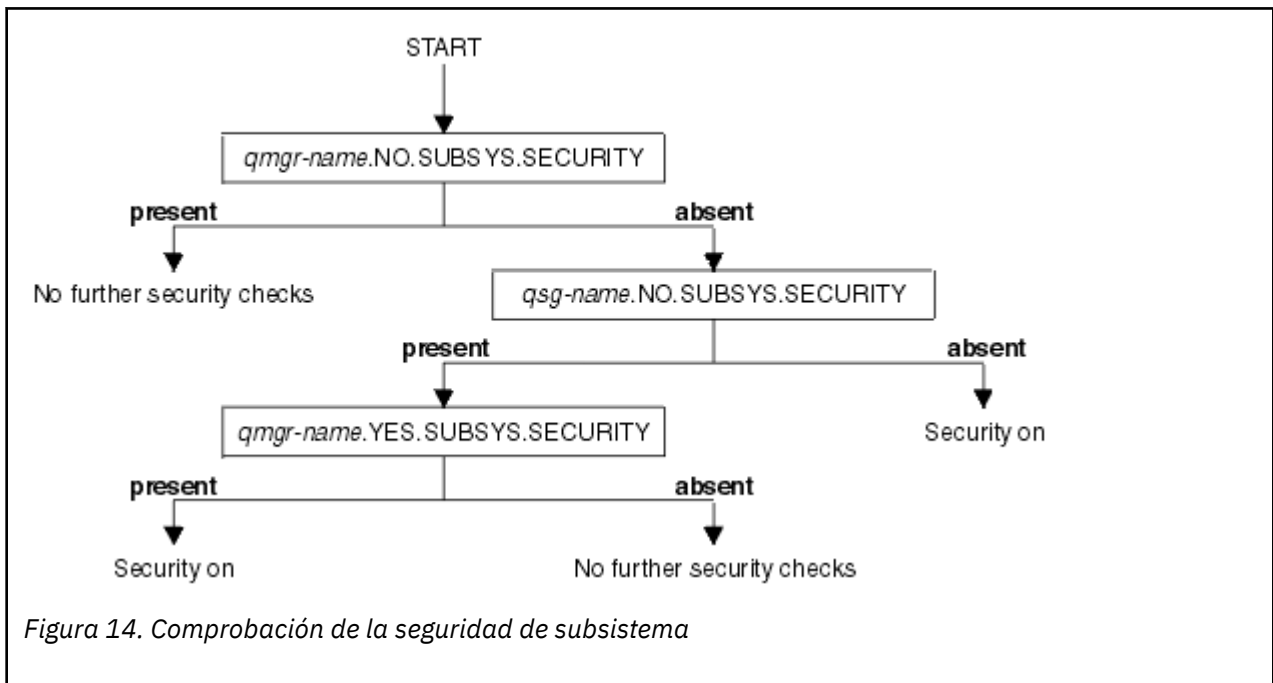 START
qmgr-name.NO.SUBSYS.SECURITY
present
absent
No further security checks
qsg-name.NO.SUBSYS.SECURITY
present
absent
qmgr-name.YES.SUBSYS.SECURITY
Security on
present
absent
Security on
No further security checks
Figura 14. Comprobación de la seguridad de subsistema